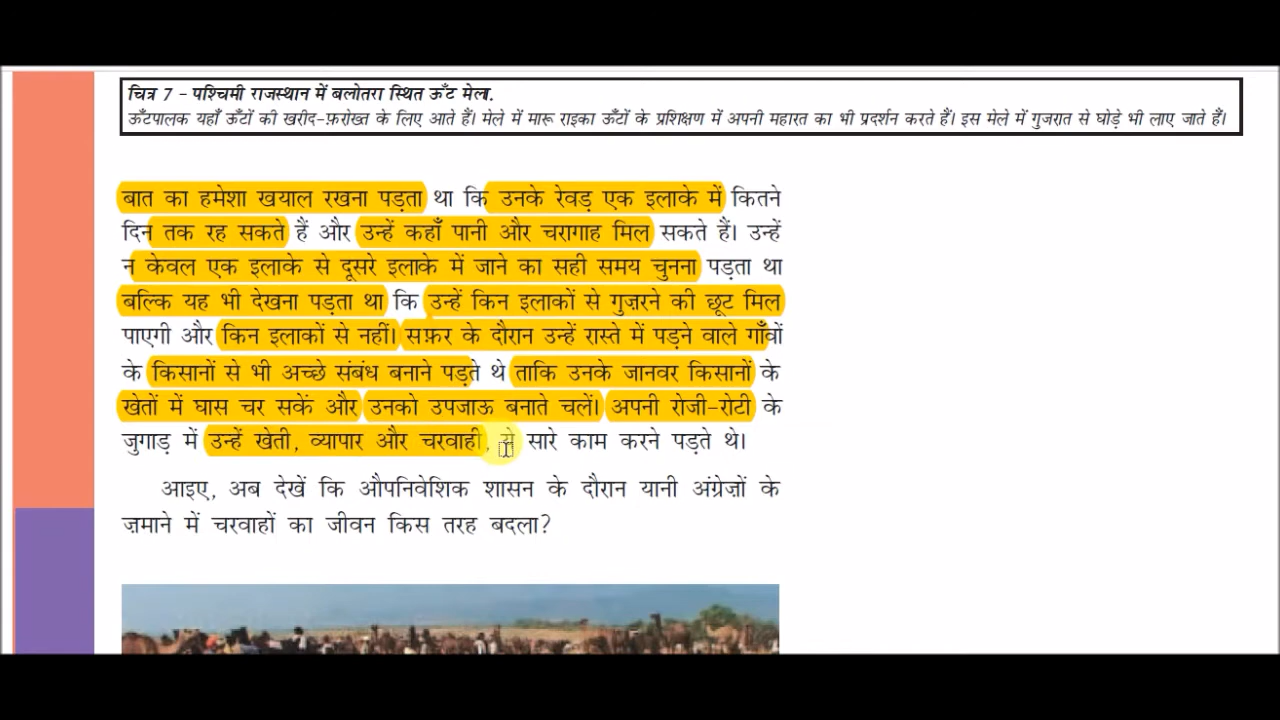 चित्र 7 – पश्चिमी राजस्थान में बलोतरा स्थित ऊँट मेला.
ऊँटपालक यहाँ ऊँटों की खरीद-फ़रोख्त के लिए आते हैं। मेले में मारू राइका ऊँटों के प्रशिक्षण में अपनी महारत का भी प्रदर्शन करते हैं। इस मेले में गुजरात से घोड़े भी लाए जाते हैं।
बात का हमेशा खयाल रखना पड़ता था कि उनके रेवड़ एक इलाके में कितने
दिन तक रह सकते हैं और उन्हें कहाँ पानी और चरागाह मिल सकते हैं। उन्हें
न केवल एक इलाके से दूसरे इलाके में जाने का सही समय चुनना पड़ता था
बल्कि यह भी देखना पड़ता था कि उन्हें किन इलाकों से गुज़रने की छूट मिल
पाएगी और किन इलाकों से नहीं। सफ़र के दौरान उन्हें रास्ते में पड़ने वाले गाँवों
के किसानों से भी अच्छे संबंध बनाने पड़ते थे ताकि उनके जानवर किसानों के
खेतों में घास चर सकें और उनको उपजाऊ बनाते चलें। अपनी रोजी-रोटी के
जुगाड़ में उन्हें खेती, व्यापार और चरवाही, ये सारे काम करने पड़ते थे।
आइए, अब देखें कि औपनिवेशिक शासन के दौरान यानी अंग्रेज़ों के
ज़माने में चरवाहों का जीवन किस तरह बदला?